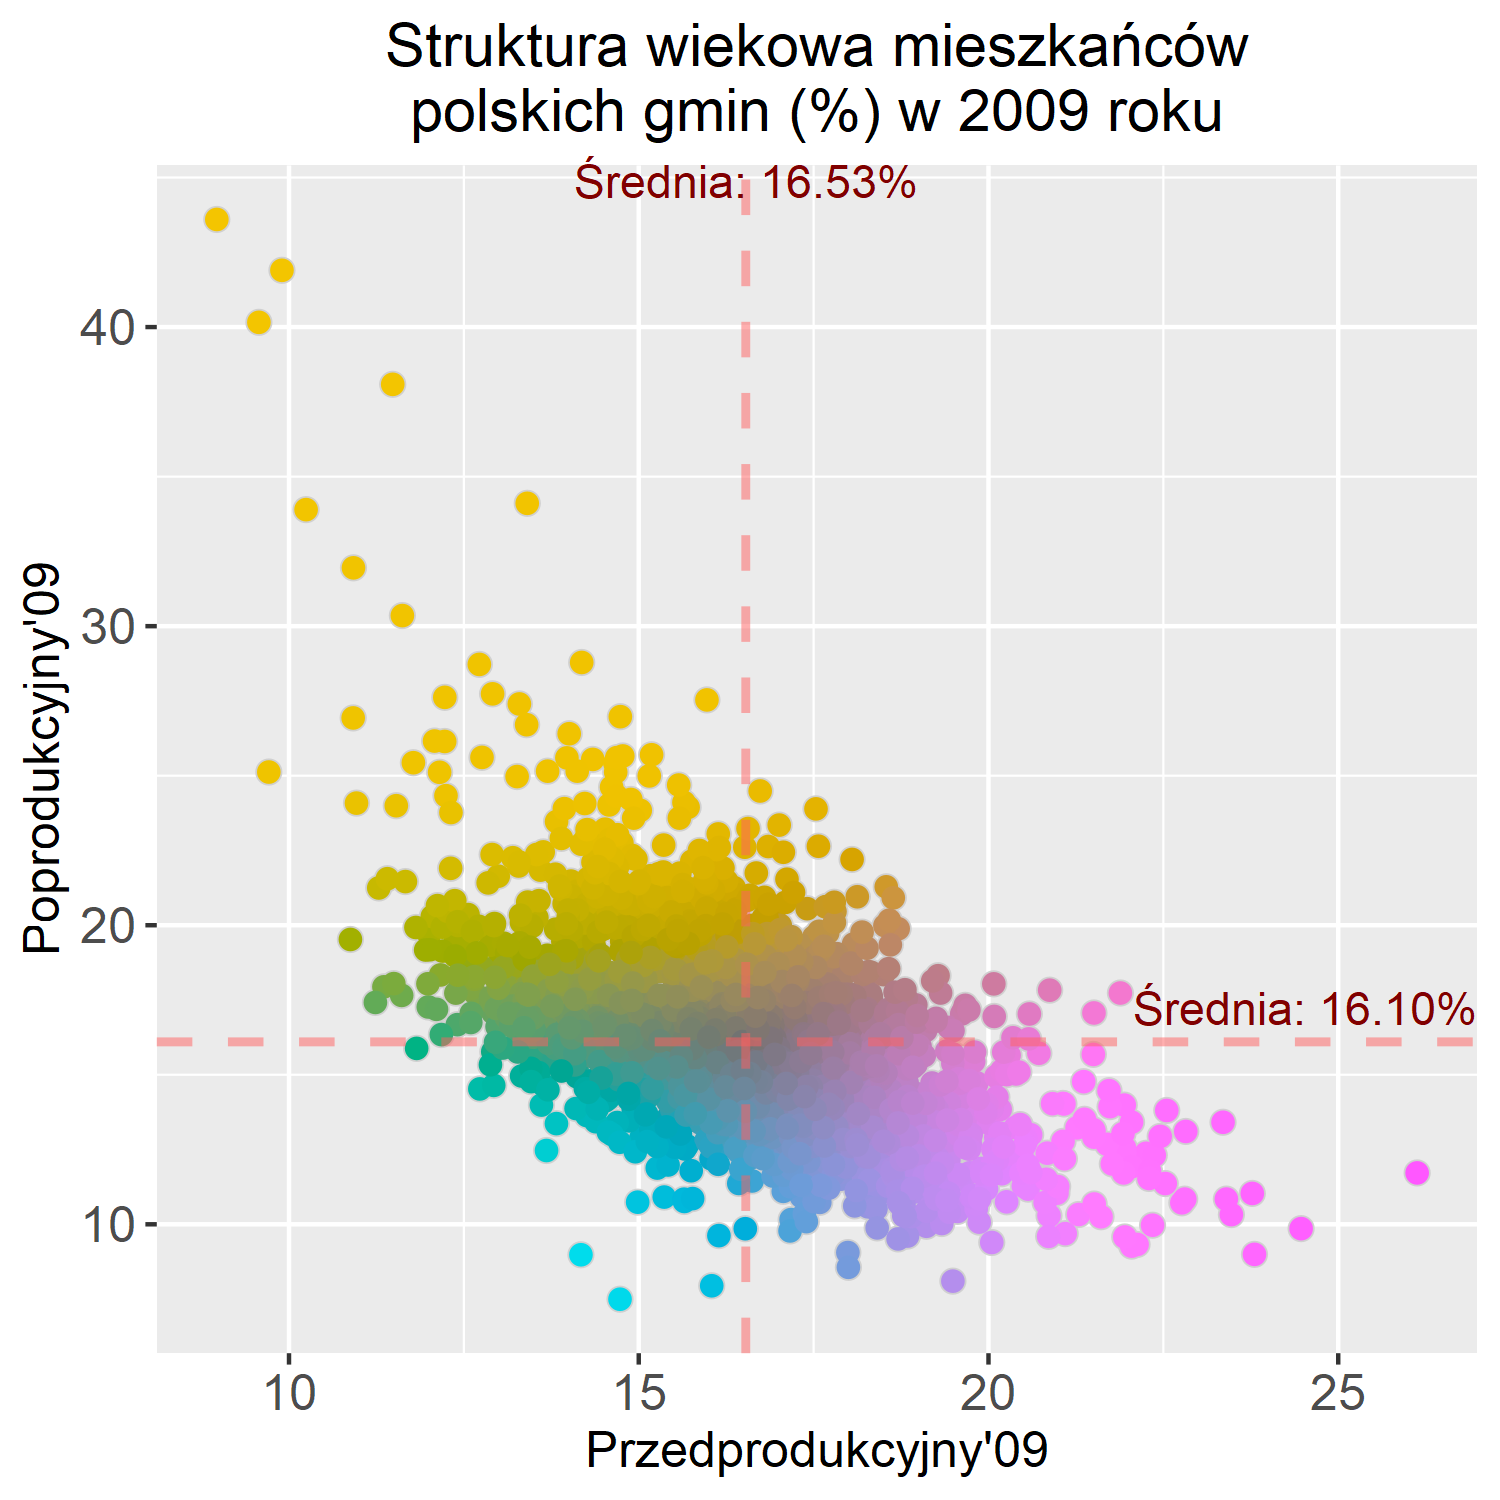 Struktura wiekowa mieszkańców
polskich gmin (%) w 2009 roku
Średnia: 16.53%
40
30
20
10
Poprodukcyjny'09
Średnia: 16.10%
10
15
20
25
Przedprodukcyjny'09